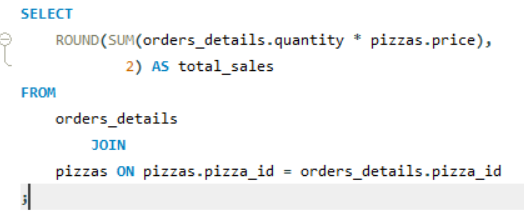 SELECT
ROUND(SUM(orders_details.quantity * pizzas.price),
2) AS total_sales
FROM
orders_details
JOIN
pizzas ON pizzas.pizza_id = orders_details.pizza_id
;